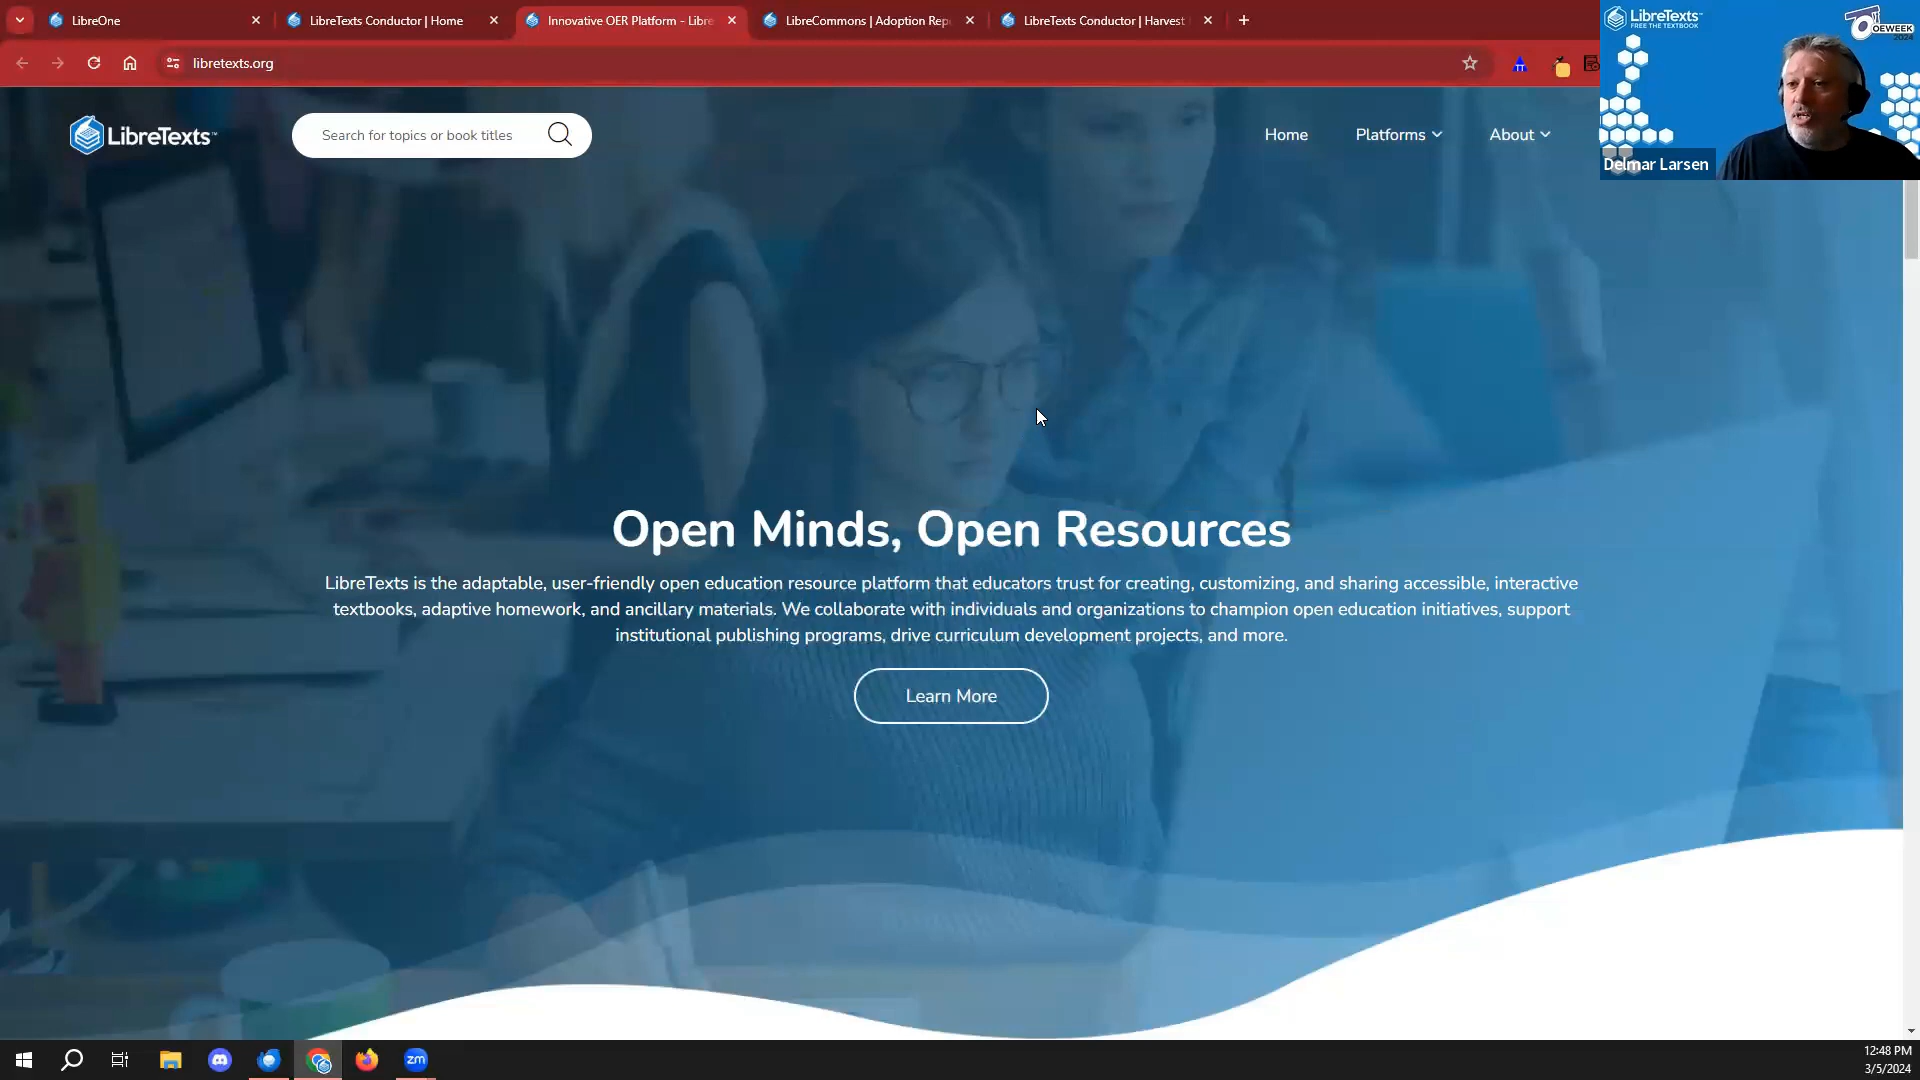 LibreOne
LibreTexts Conductor | Home
Innovative OER Platform - Libre
LibreCommons | Adoption Rep
LibreTexts Conductor | Harvest
libretexts.org
LibreTexts™
FREE THE TEXTBOOK
OEWEEK
2024
LibreTexts™
Search for topics or book titles
Home
Platforms
About
Delmar Larsen
Open Minds, Open Resources
LibreTexts is the adaptable, user-friendly open education resource platform that educators trust for creating, customizing, and sharing accessible, interactive
textbooks, adaptive homework, and ancillary materials. We collaborate with individuals and organizations to champion open education initiatives, support
institutional publishing programs, drive curriculum development projects, and more.
Learn More
zm
12:48 PM
3/5/2024